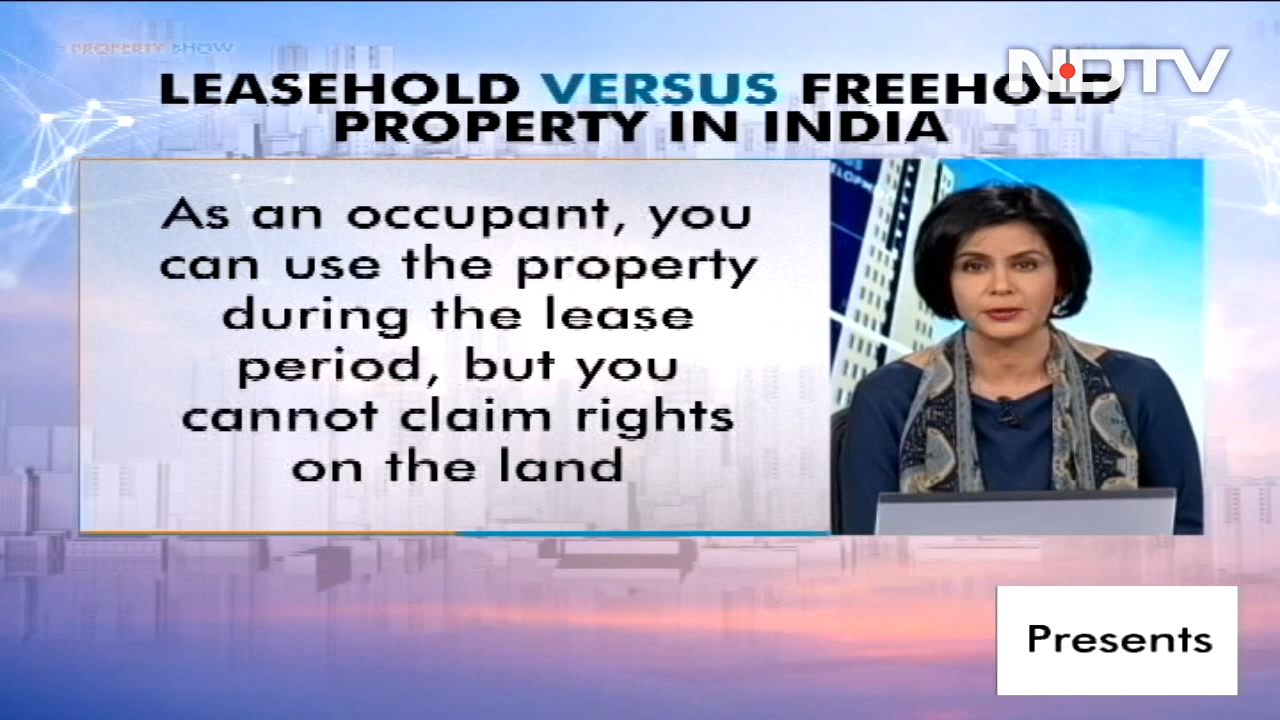 PROPERTY SHOW
NDTV
LEASEHOLD VERSUS FREEHOLD
PROPERTY IN INDIA
As an occupant, you
can use the property
during the lease
period, but you
cannot claim rights
on the land
Presents